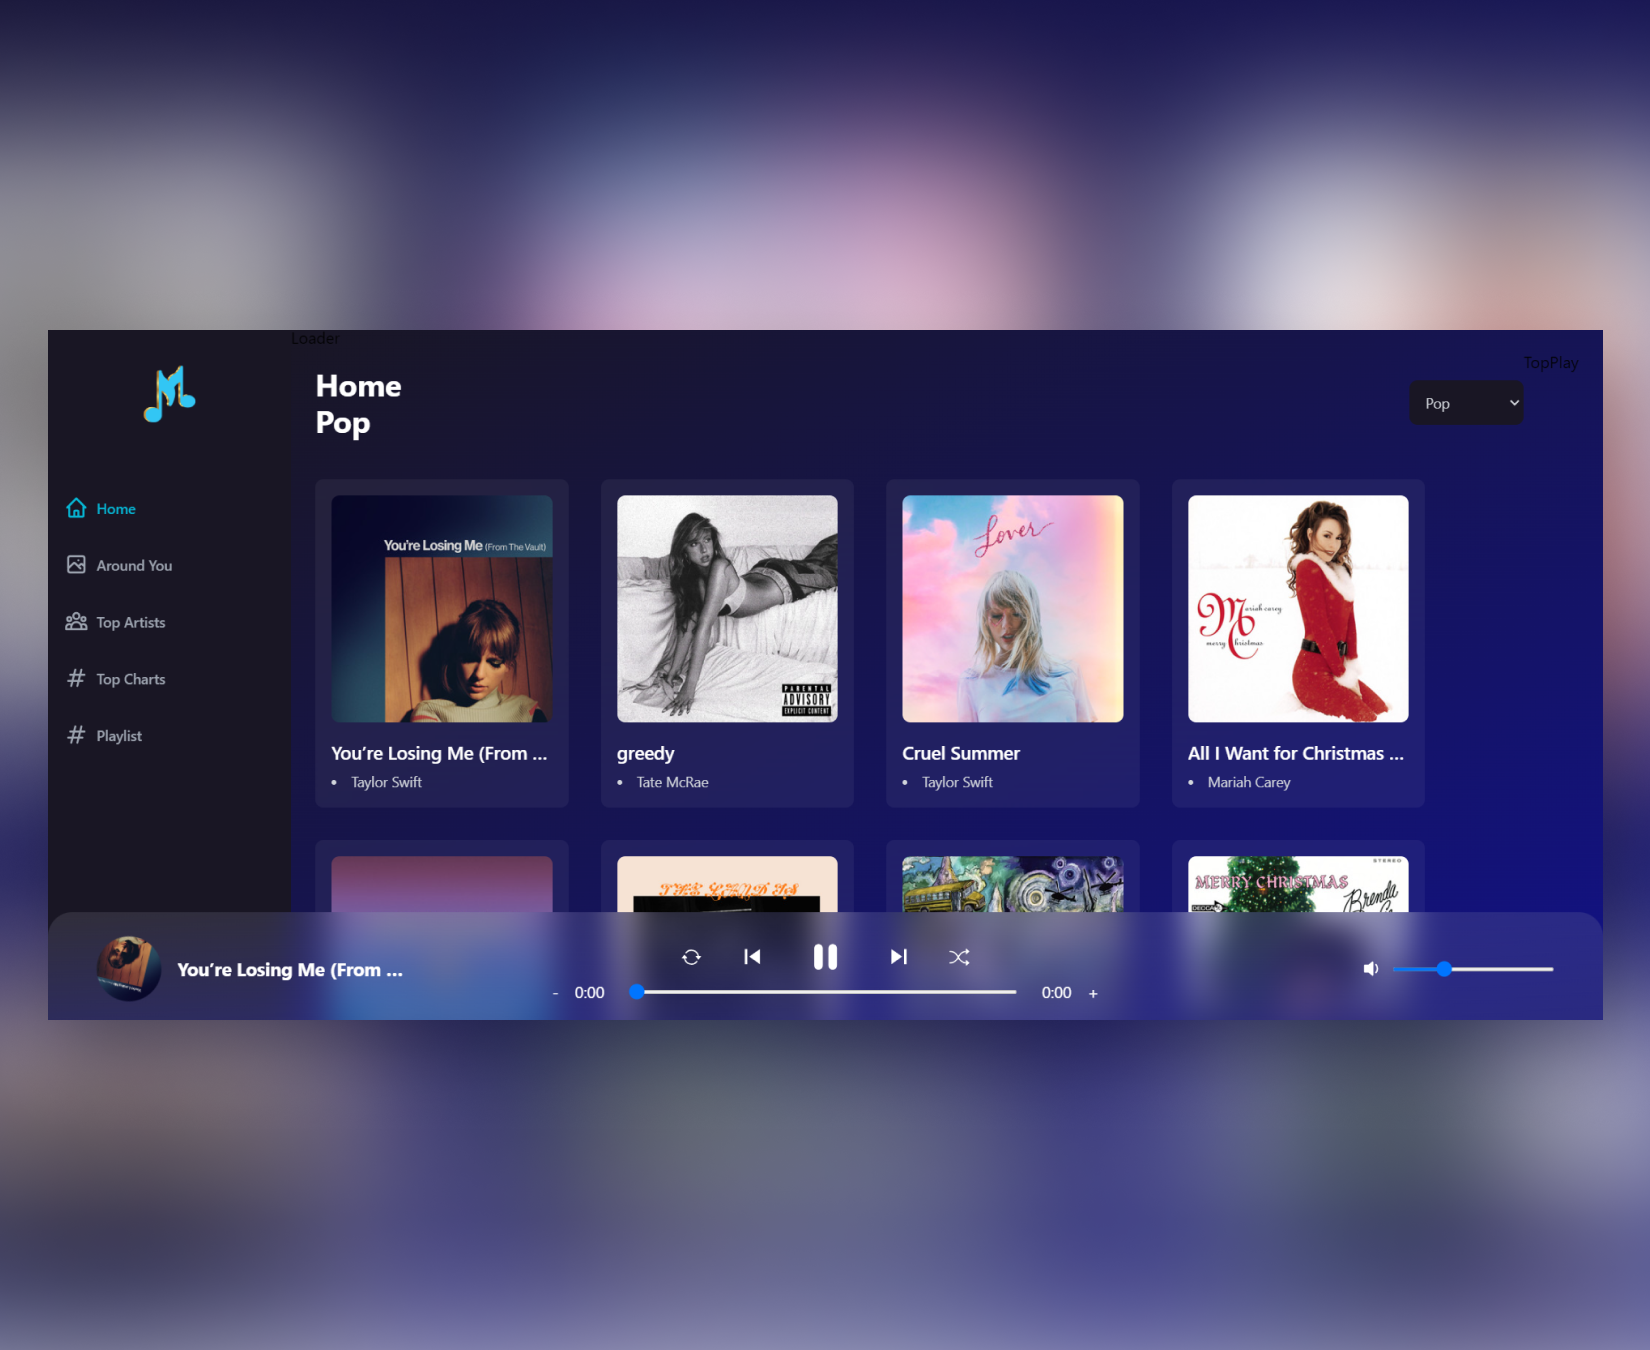 Loader
TopPlay
Home
Pop
Pop
Home
Around You
Top Artists
Top Charts
Playlist
You're Losing Me (From The Vault)
PARENTAL
ADVISORY
EXPLICIT CONTENT
Lover
Mariah carey
merry christmas
You're Losing Me (From ...
Taylor Swift
greedy
Tate McRae
Cruel Summer
Taylor Swift
All I Want for Christmas ...
Mariah Carey
STEREO
MERRY CHRISTMAS
DECCA
Brenda
You're Losing Me (From ...
- 0:00
0:00 +